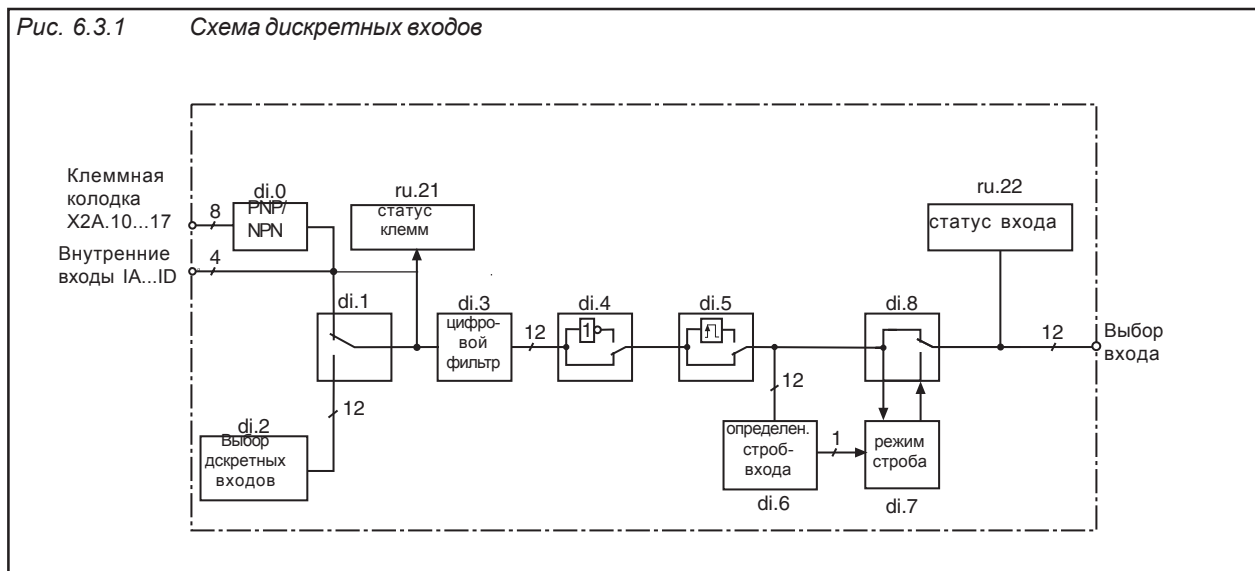 Рис. 6.3.1 Схема дискретных входов
Клеммная
колодка
X2A.10...17
8
di.0
PNP/
NPN
ru.21
статус
клемм
ru.22
статус входа
Внутренние
входы IA...ID
4
di.1
di.3
цифро-
вой
фильтр
12
di.4
1
di.5
di.8
12
Выбор
входа
12
12
di.2
Выбор
дскретных
входов
определен.
строб-
входа
di.6
1
режим
строба
di.7